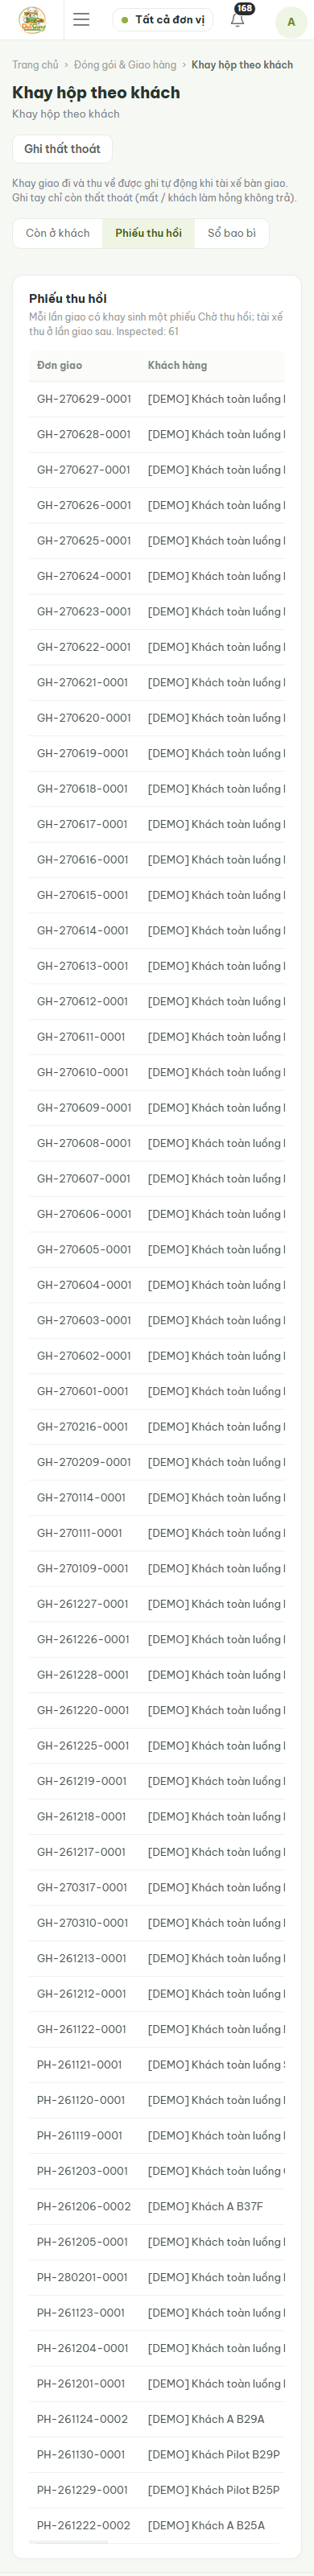 Tất cả đơn vị
168
A
Trang chủ > Đóng gói & Giao hàng > Khay hộp theo khách
Khay hộp theo khách
Khay hộp theo khách
Ghi thất thoát
Khay giao đi và thu về được ghi tự động khi tài xế bàn giao.
Ghi tay chỉ còn thất thoát (mất / khách làm hỏng không trả).
Còn ở khách Phiếu thu hồi Sổ bao bì
Phiếu thu hồi
Mỗi lần giao có khay sinh một phiếu Chờ thu hồi; tài xế
thu ở lần giao sau. Inspected: 61
Đơn giao Khách hàng
GH-270629-0001 [DEMO] Khách toàn luồng
GH-270628-0001 [DEMO] Khách toàn luồng
GH-270627-0001 [DEMO] Khách toàn luồng
GH-270626-0001 [DEMO] Khách toàn luồng
GH-270625-0001 [DEMO] Khách toàn luồng
GH-270624-0001 [DEMO] Khách toàn luồng
GH-270623-0001 [DEMO] Khách toàn luồng
GH-270622-0001 [DEMO] Khách toàn luồng
GH-270621-0001 [DEMO] Khách toàn luồng
GH-270620-0001 [DEMO] Khách toàn luồng
GH-270619-0001 [DEMO] Khách toàn luồng
GH-270618-0001 [DEMO] Khách toàn luồng
GH-270617-0001 [DEMO] Khách toàn luồng
GH-270616-0001 [DEMO] Khách toàn luồng
GH-270615-0001 [DEMO] Khách toàn luồng
GH-270614-0001 [DEMO] Khách toàn luồng
GH-270613-0001 [DEMO] Khách toàn luồng
GH-270612-0001 [DEMO] Khách toàn luồng
GH-270611-0001 [DEMO] Khách toàn luồng
GH-270610-0001 [DEMO] Khách toàn luồng
GH-270609-0001 [DEMO] Khách toàn luồng
GH-270608-0001 [DEMO] Khách toàn luồng
GH-270607-0001 [DEMO] Khách toàn luồng
GH-270606-0001 [DEMO] Khách toàn luồng
GH-270605-0001 [DEMO] Khách toàn luồng
GH-270604-0001 [DEMO] Khách toàn luồng
GH-270603-0001 [DEMO] Khách toàn luồng
GH-270602-0001 [DEMO] Khách toàn luồng
GH-270601-0001 [DEMO] Khách toàn luồng
GH-270216-0001 [DEMO] Khách toàn luồng
GH-270209-0001 [DEMO] Khách toàn luồng
GH-270114-0001 [DEMO] Khách toàn luồng
GH-270111-0001 [DEMO] Khách toàn luồng
GH-270109-0001 [DEMO] Khách toàn luồng
GH-261227-0001 [DEMO] Khách toàn luồng
GH-261226-0001 [DEMO] Khách toàn luồng
GH-261228-0001 [DEMO] Khách toàn luồng
GH-261220-0001 [DEMO] Khách toàn luồng
GH-261225-0001 [DEMO] Khách toàn luồng
GH-261219-0001 [DEMO] Khách toàn luồng
GH-261218-0001 [DEMO] Khách toàn luồng
GH-261217-0001 [DEMO] Khách toàn luồng
GH-270317-0001 [DEMO] Khách toàn luồng
GH-270310-0001 [DEMO] Khách toàn luồng
GH-261213-0001 [DEMO] Khách toàn luồng
GH-261212-0001 [DEMO] Khách toàn luồng
GH-261122-0001 [DEMO] Khách toàn luồng
PH-261121-0001 [DEMO] Khách toàn luồng
PH-261120-0001 [DEMO] Khách toàn luồng
PH-261119-0001 [DEMO] Khách toàn luồng
PH-261203-0001 [DEMO] Khách toàn luồng
PH-261206-0002 [DEMO] Khách A B37F
PH-261205-0001 [DEMO] Khách toàn luồng
PH-280201-0001 [DEMO] Khách toàn luồng
PH-261123-0001 [DEMO] Khách toàn luồng
PH-261204-0001 [DEMO] Khách toàn luồng
PH-261201-0001 [DEMO] Khách toàn luồng
PH-261124-0002 [DEMO] Khách A B29A
PH-261130-0001 [DEMO] Khách Pilot B29P
PH-261229-0001 [DEMO] Khách Pilot B25P
PH-261222-0002 [DEMO] Khách A B25A